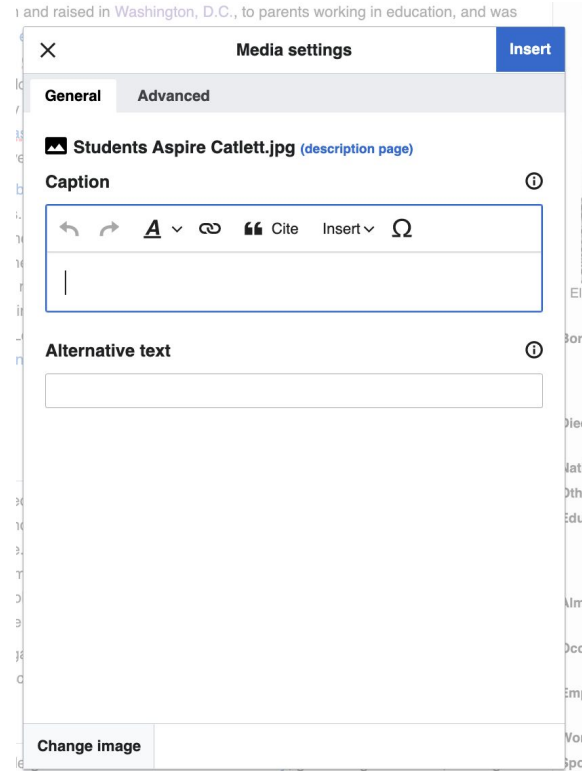 and raised in Washington, D.C., to parents working in education, and was
Media settings
Insert
General
Advanced
Students Aspire Catlett.jpg (description page)
Caption
A
Cite
Insert
Ω
Alternative text
Change image